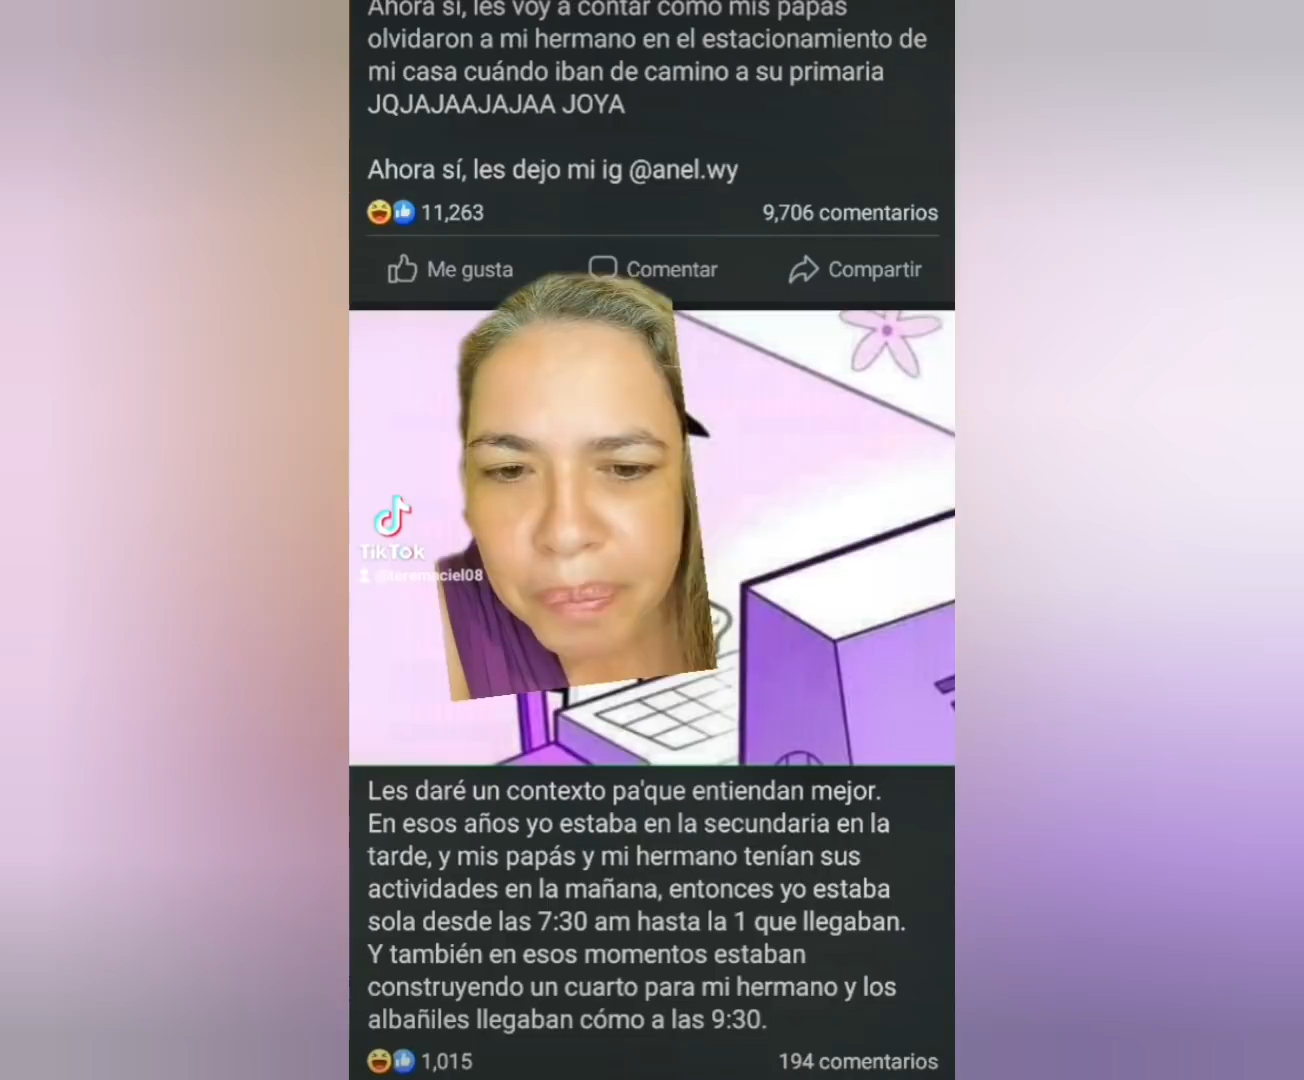 Ahora sí, les voy a contar cómo mis papás
olvidaron a mi hermano en el estacionamiento de
mi casa cuándo iban de camino a su primaria
JQJAJAAJAJAA JOYA
Ahora sí, les dejo mi ig @anel.wy
11,263
9,706 comentarios
Me gusta
Comentar
Compartir
TikTok
@teremaciel08
Les daré un contexto pa'que entiendan mejor.
En esos años yo estaba en la secundaria en la
tarde, y mis papás y mi hermano tenían sus
actividades en la mañana, entonces yo estaba
sola desde las 7:30 am hasta la 1 que llegaban.
Y también en esos momentos estaban
construyendo un cuarto para mi hermano y los
albañiles llegaban cómo a las 9:30.
1,015
194 comentarios